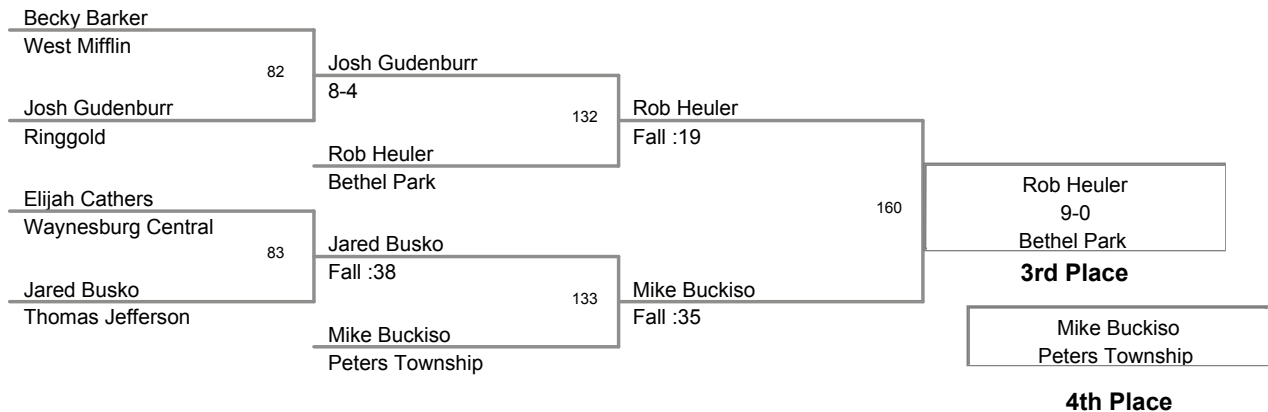 Becky Barker
West Mifflin
82
Josh Gudenburr
8-4
Josh Gudenburr
Ringgold
132
Rob Heuler
Fall :19
Rob Heuler
Bethel Park
Elijah Cathers
Waynesburg Central
160
Rob Heuler
9-0
Bethel Park
3rd Place
83
Jared Busko
Fall :38
Jared Busko
Thomas Jefferson
133
Mike Buckiso
Fall :35
Mike Buckiso
Peters Township
Mike Buckiso
Peters Township
4th Place